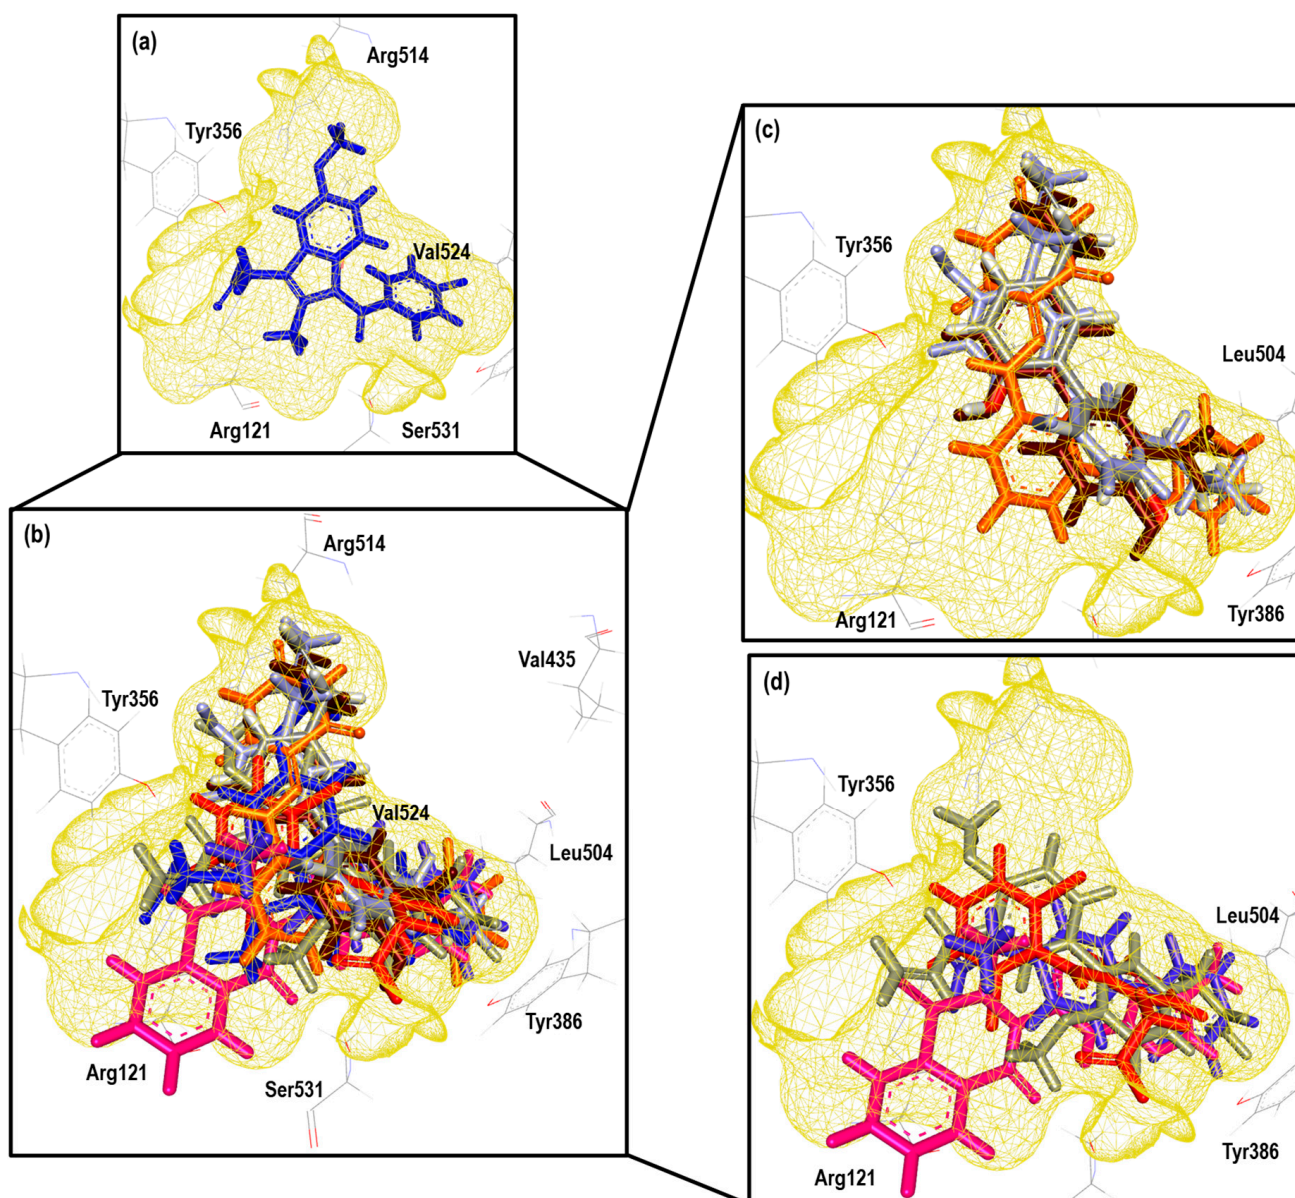 (a)
Arg514
Tyr356
Val524
Arg121
Ser531
(b)
Arg514
Val435
Tyr356
Val524
Leu504
Tyr386
Arg121
Ser531
(c)
Tyr356
Leu504
Arg121
Tyr386
(d)
Tyr356
Leu504
Tyr386
Arg121